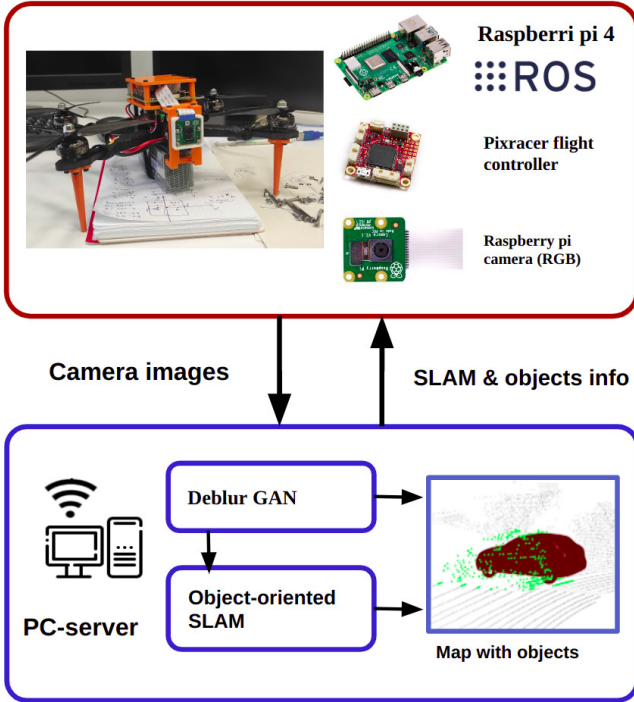 Raspberri pi 4
ROS
Pixracer flight
controller
Raspberry pi
camera (RGB)
Camera images
SLAM & objects info
Deblur GAN
Object-oriented
SLAM
PC-server
Map with objects